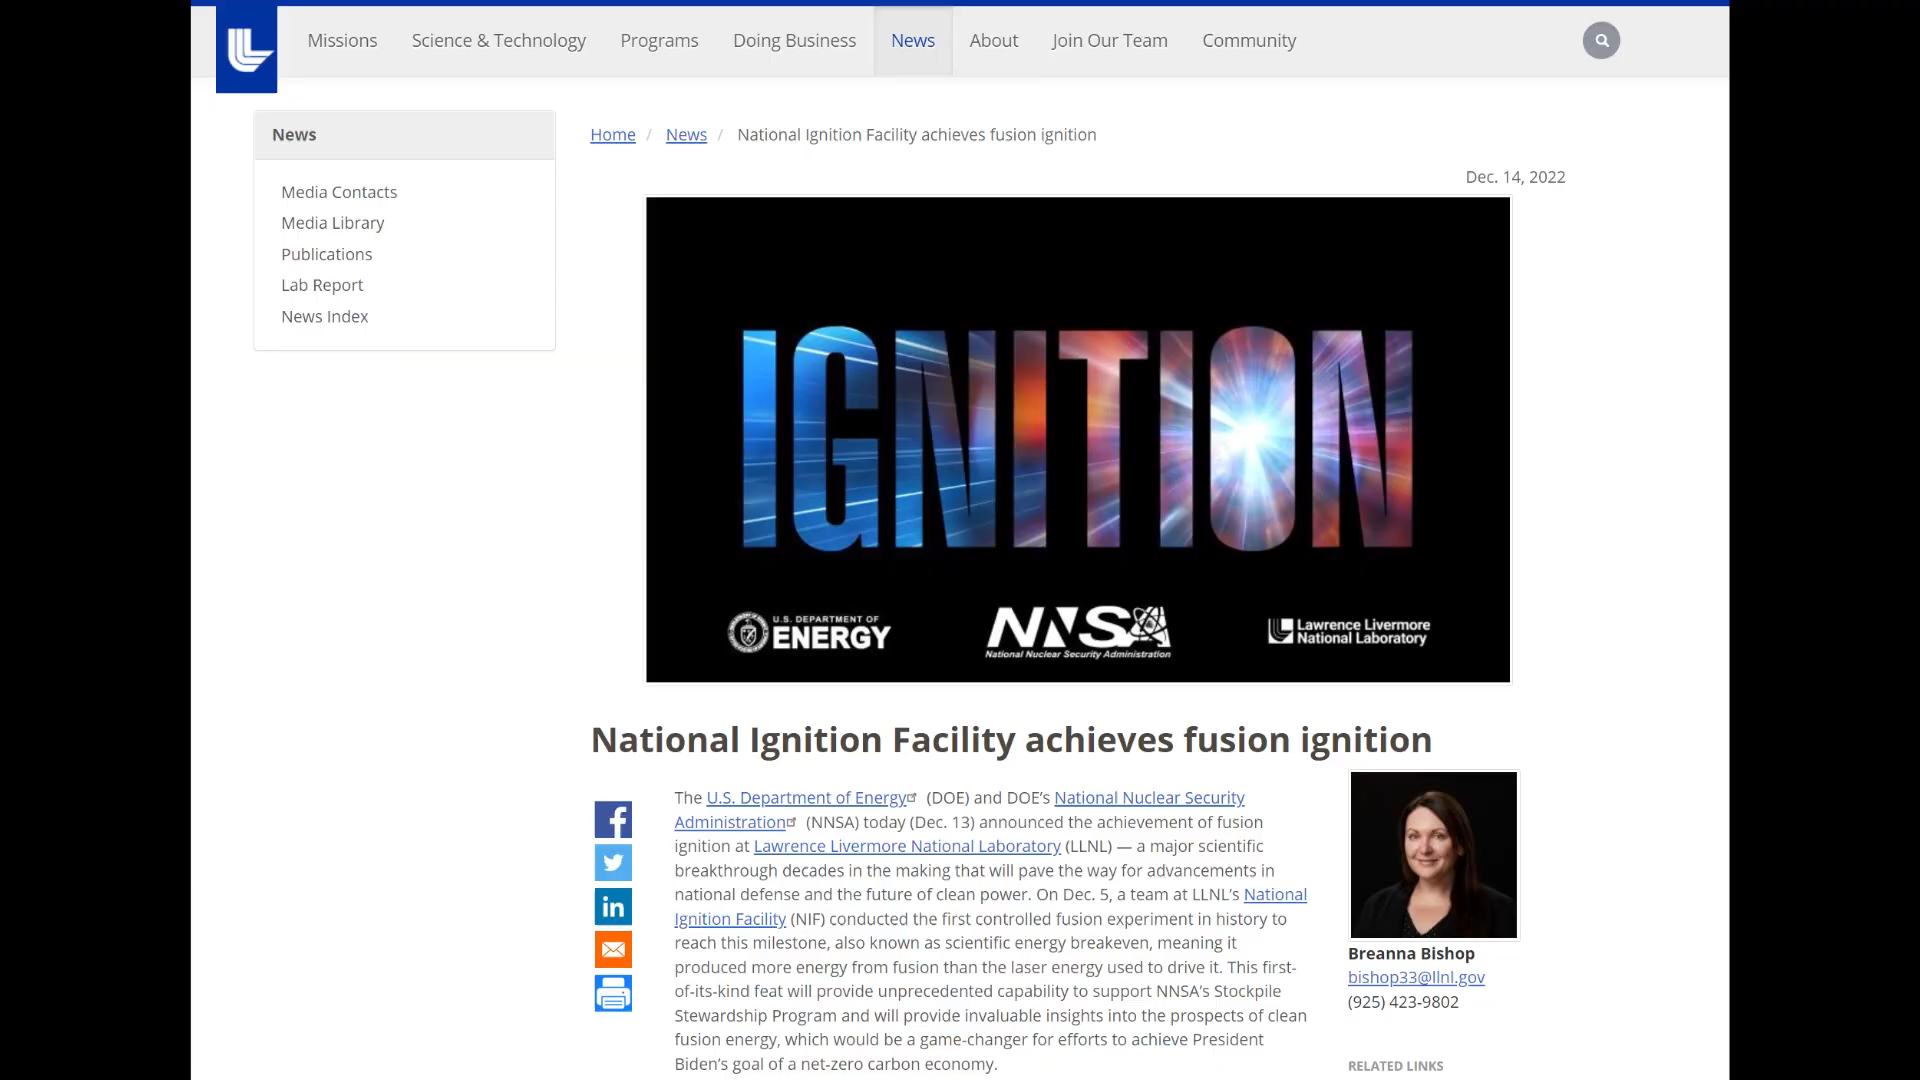 Missions Science & Technology Programs Doing Business News About Join Our Team Community
News
Media Contacts
Media Library
Publications
Lab Report
News Index
Home / News / National Ignition Facility achieves fusion ignition
Dec. 14, 2022
IGNITION
U.S. DEPARTMENT OF
ENERGY
NNSA
National Nuclear Security Administration
Lawrence Livermore
National Laboratory
National Ignition Facility achieves fusion ignition
The U.S. Department of Energy (DOE) and DOE’s National Nuclear Security
Administration (NNSA) today (Dec. 13) announced the achievement of fusion
ignition at Lawrence Livermore National Laboratory (LLNL) — a major scientific
breakthrough decades in the making that will pave the way for advancements in
national defense and the future of clean power. On Dec. 5, a team at LLNL’s National
Ignition Facility (NIF) conducted the first controlled fusion experiment in history to
reach this milestone, also known as scientific energy breakeven, meaning it
produced more energy from fusion than the laser energy used to drive it. This first-
of-its-kind feat will provide unprecedented capability to support NNSA’s Stockpile
Stewardship Program and will provide invaluable insights into the prospects of clean
fusion energy, which would be a game-changer for efforts to achieve President
Biden’s goal of a net-zero carbon economy.
Breanna Bishop
bishop33@llnl.gov
(925) 423-9802
RELATED LINKS